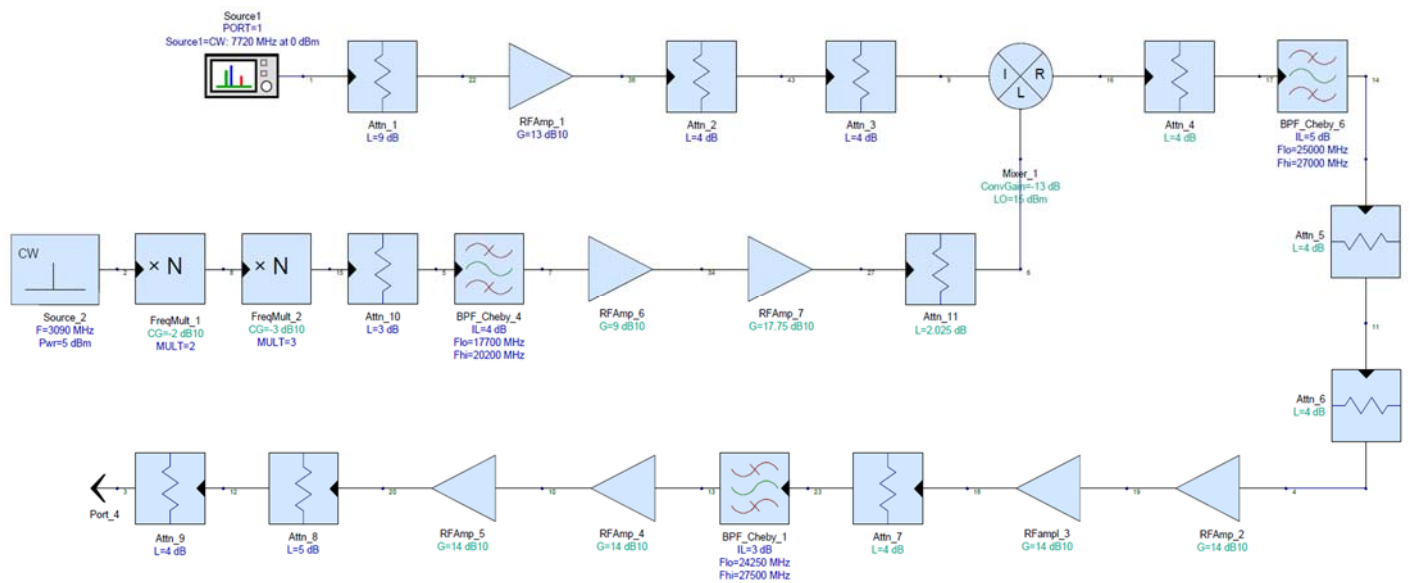 Source1
PORT=1
Source1=CW: 7720 MHz at 0 dBm
1
Attn_1
L=9 dB
22
RFAmp_1
G=13 dB10
35
Attn_2
L=4 dB
43
Attn_3
L=4 dB
9
I
R
L
Mixer_1
ConvGain=-13 dB
LO=15 dBm
16
Attn_4
L=4 dB
17
BPF_Cheby_6
IL=5 dB
Flo=25000 MHz
Fhi=27000 MHz
14
Attn_5
L=4 dB
11
Attn_6
L=4 dB
CW
Source_2
F=3090 MHz
Pwr=5 dBm
2
× N
FreqMult_1
CG=-2 dB10
MULT=2
× N
FreqMult_2
CG=-3 dB10
MULT=3
15
Attn_10
L=3 dB
5
BPF_Cheby_4
IL=4 dB
Flo=17700 MHz
Fhi=20200 MHz
7
RFAmp_6
G=9 dB10
34
RFAmp_7
G=17.75 dB10
27
Attn_11
L=2.025 dB
6
Port_4
3
Attn_9
L=4 dB
12
Attn_8
L=5 dB
20
RFAmp_5
G=14 dB10
10
RFAmp_4
G=14 dB10
13
BPF_Cheby_1
IL=3 dB
Flo=24250 MHz
Fhi=27500 MHz
23
Attn_7
L=4 dB
18
RFampl_3
G=14 dB10
19
RFAmp_2
G=14 dB10
4